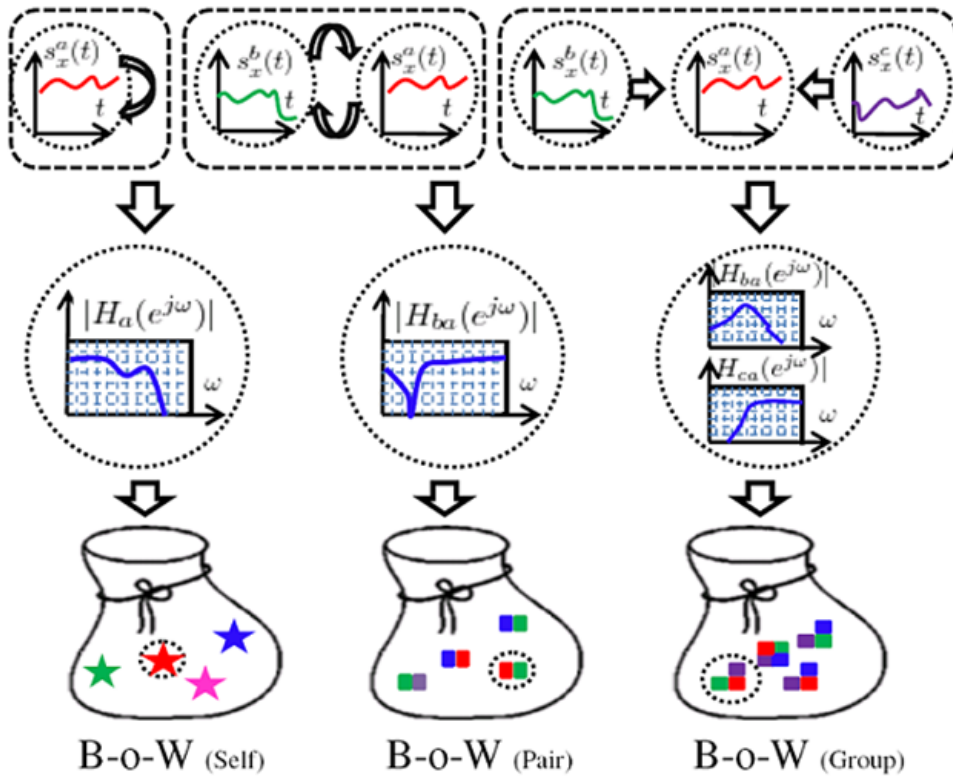 s_x^a(t) s_x^b(t) s_x^a(t) s_x^b(t) s_x^a(t) s_x^c(t)
t t t t t t
|H_{ba}(e^{jω})|
|H_a(e^{jω})| |H_{ba}(e^{jω})| ω
|H_{ca}(e^{jω})|
ω ω ω
B-o-W (Self) B-o-W (Pair) B-o-W (Group)